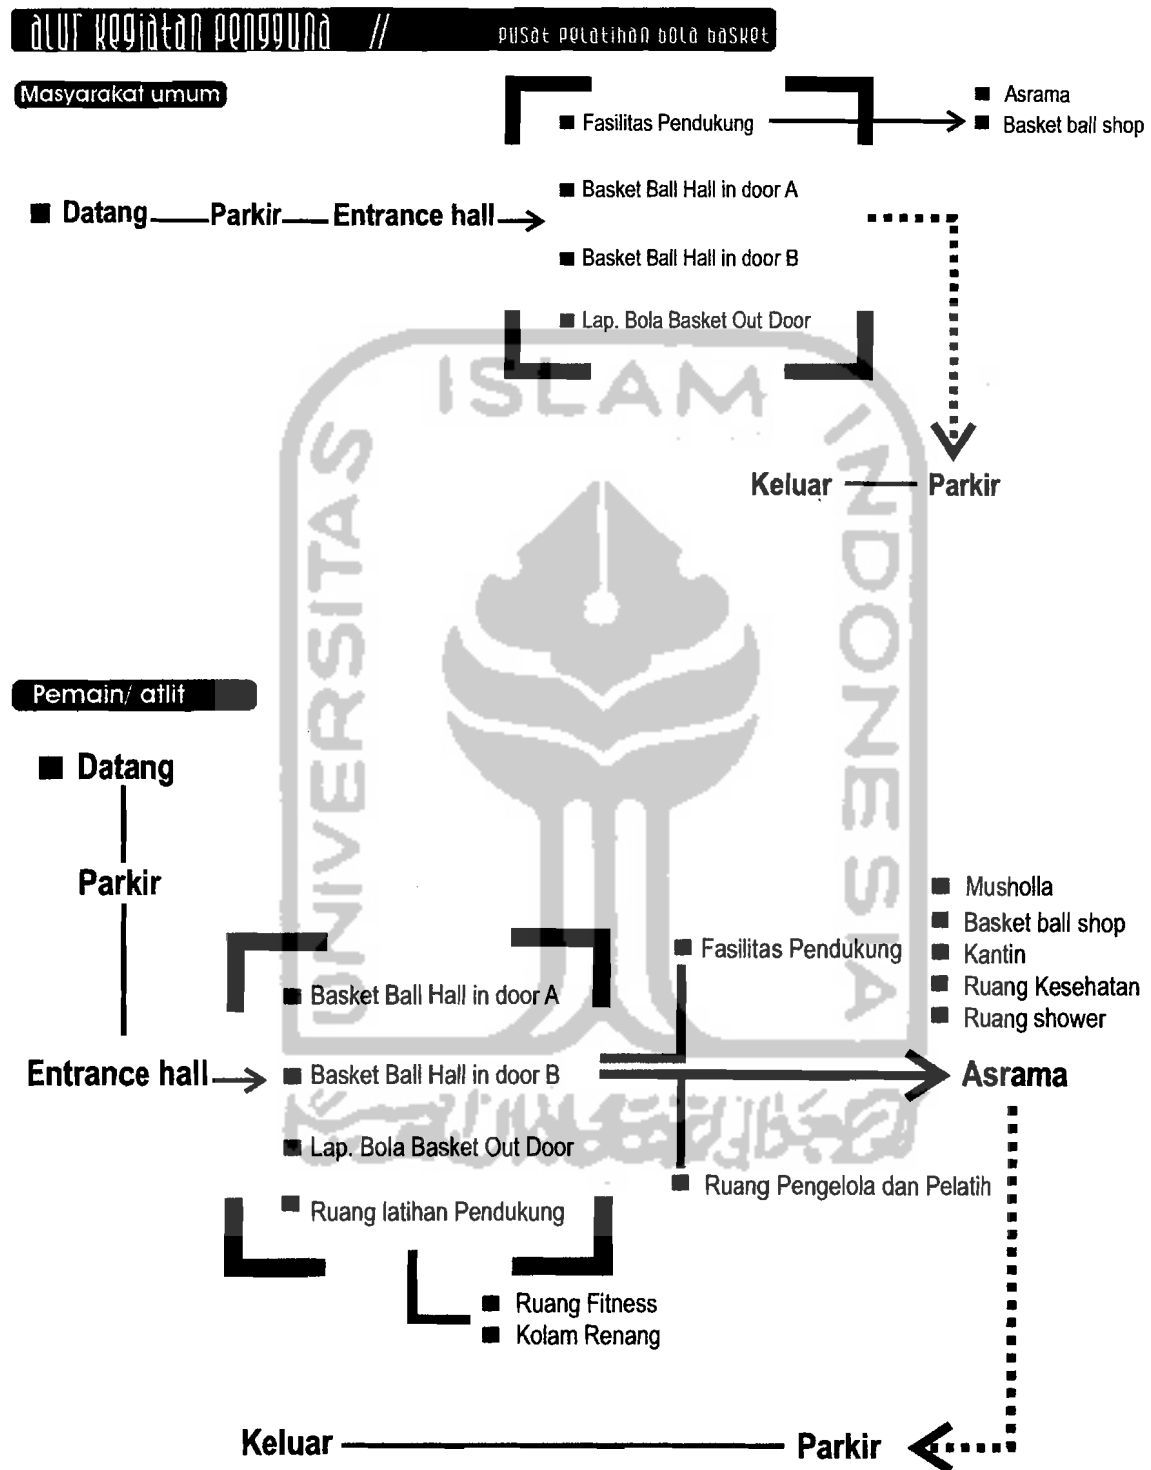 alur kegiatan pengguna // pusat pelatihan bola basket
Masyarakat umum
Fasilitas Pendukung
Asrama
Basket ball shop
Basket Ball Hall in door A
Datang Parkir Entrance hall
Basket Ball Hall in door B
Lap. Bola Basket Out Door
Keluar Parkir
UNIVERSITAS ISLAM INDONESIA
Pemain/ atlit
Datang
Parkir
Entrance hall
Basket Ball Hall in door A
Basket Ball Hall in door B
Lap. Bola Basket Out Door
Ruang latihan Pendukung
Ruang Fitness
Kolam Renang
Fasilitas Pendukung
Musholla
Basket ball shop
Kantin
Ruang Kesehatan
Ruang shower
Asrama
Ruang Pengelola dan Pelatih
Keluar Parkir